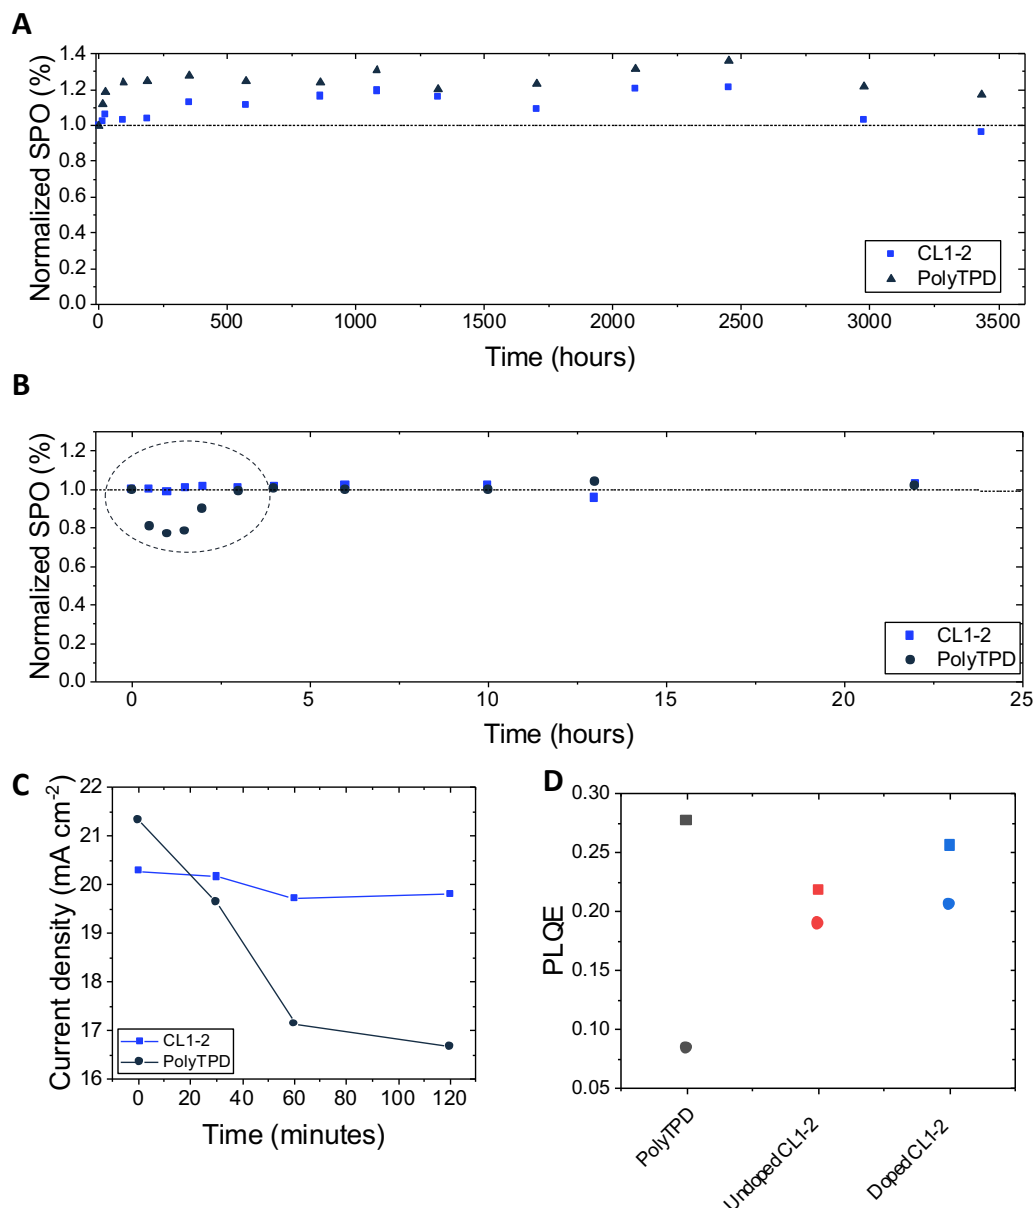 A
Normalized SPO (%)
1.4
1.2
1.0
0.8
0.6
0.4
0.2
0.0
CL1-2
PolyTPD
0 500 1000 1500 2000 2500 3000 3500
Time (hours)
B
Normalized SPO (%)
1.2
1.0
0.8
0.6
0.4
0.2
0.0
CL1-2
PolyTPD
0 5 10 15 20 25
Time (hours)
C
Current density (mA cm-2)
22
21
20
19
18
17
16
CL1-2
PolyTPD
0 20 40 60 80 100 120
Time (minutes)
D
PLQE
0.30
0.25
0.20
0.15
0.10
0.05
PolyTPD
Undoped CL1-2
Doped CL1-2